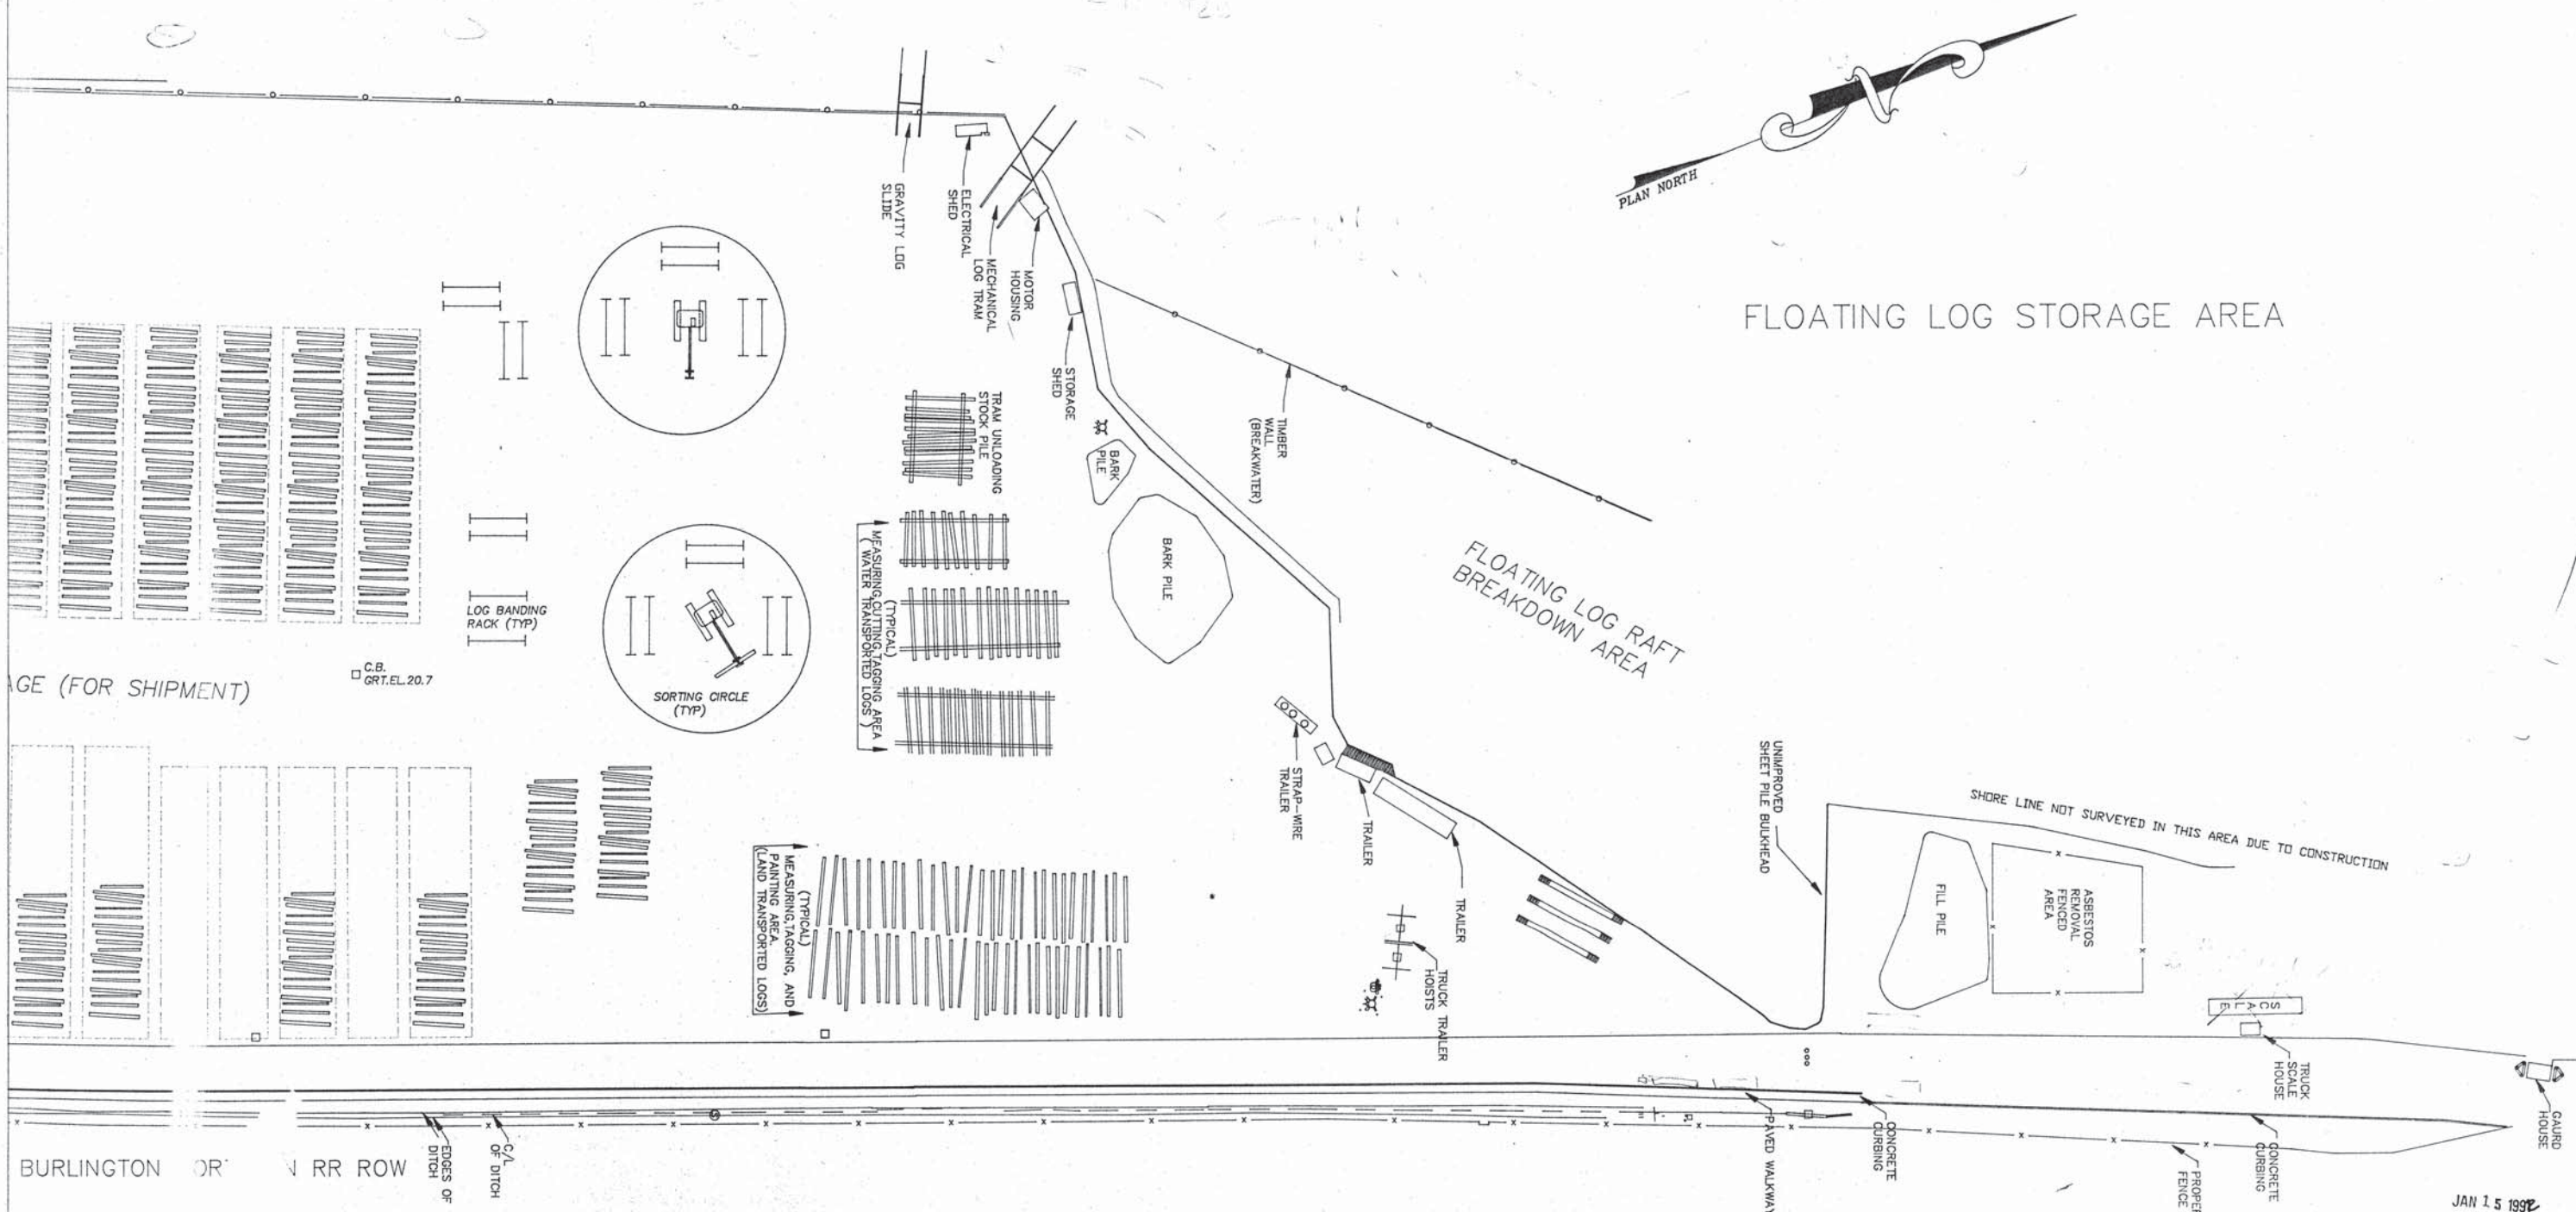 PLAN NORTH
FLOATING LOG STORAGE AREA
GRAVITY LOG
SLIDE
ELECTRICAL
SHED
MECHANICAL
LOG TRAM
MOTOR
HOUSING
STORAGE
SHED
TIMBER
WALL
(BREAKWATER)
TRAM UNLOADING
STOCK PILE
BARK
PILE
BARK PILE
FLOATING LOG RAFT
BREAKDOWN AREA
(TYPICAL)
MEASURING,CUTTING,TAGGING AREA
( WATER TRANSPORTED LOGS )
LOG BANDING
RACK (TYP)
C.B.
GRT.EL.20.7
AGE (FOR SHIPMENT)
SORTING CIRCLE
(TYP)
STRAP-WIRE
TRAILER
TRAILER
TRAILER
UNIMPROVED
SHEET PILE BULKHEAD
SHORE LINE NOT SURVEYED IN THIS AREA DUE TO CONSTRUCTION
FILL PILE
ASBESTOS
REMOVAL
FENCED
AREA
(TYPICAL)
MEASURING,TAGGING, AND
PAINTING AREA.
(LAND TRANSPORTED LOGS)
TRUCK TRAILER
HOISTS
SCALE
TRUCK
SCALE
HOUSE
GAURD
HOUSE
CONCRETE
CURBING
PAVED WALKWAY
CONCRETE
CURBING
PROPER
FENCE
EDGES OF
DITCH
C/L
OF DITCH
BURLINGTON OR N RR ROW
JAN 15 1992